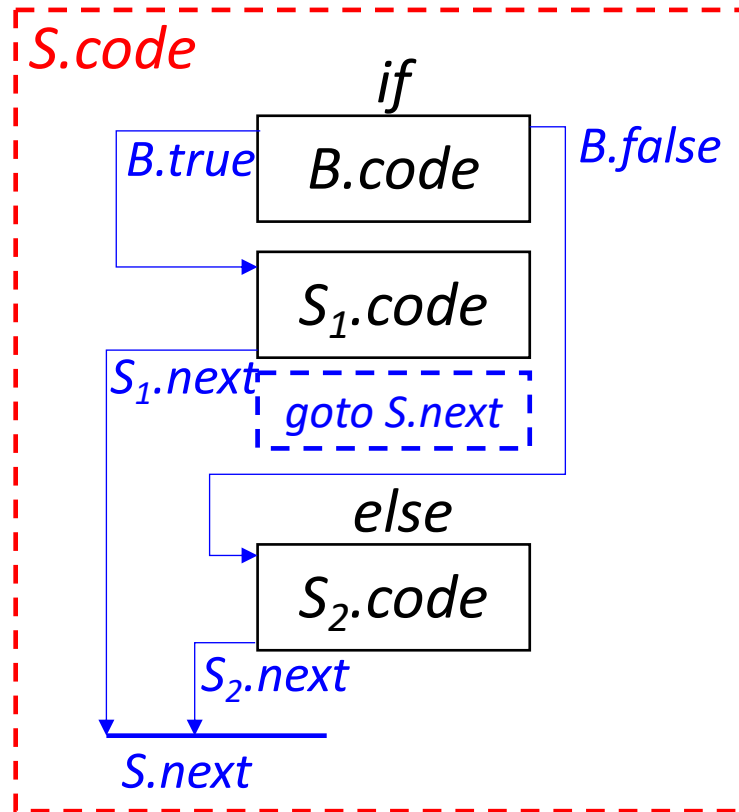 S.code
if
B.true
B.code
B.false
S₁.code
S₁.next
goto S.next
else
S₂.code
S₂.next
S.next